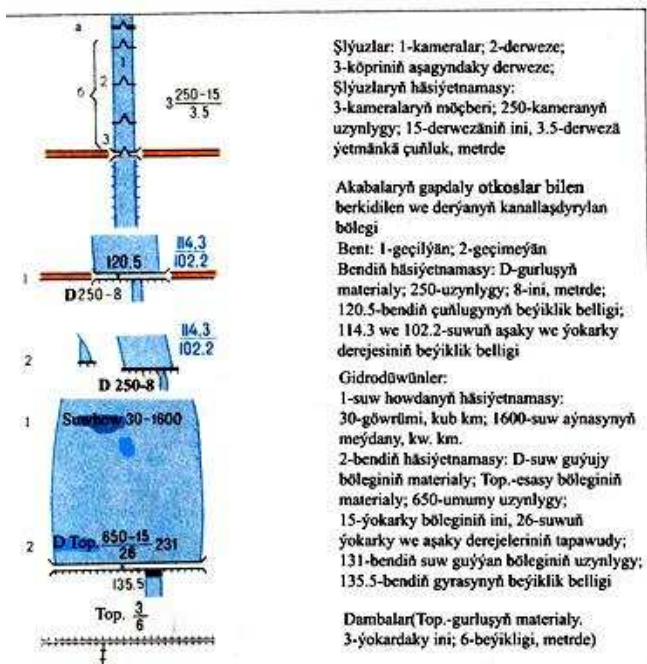 a
1
б
2
3 250-15
3.5
3
114.3
102.2
120.5
1
D 250-8
114.3
102.2
2
D 250-8
1
Suwhow 30-1600
D Top. 650-15 231
26
2
135.5
Top. 3
6
Şlýuzlar: 1-kameralar; 2-derweze;
3-köpriniň aşagyndaky derweze;
Şlýuzlaryň häsiýetnamasy:
3-kameralaryň möçberi; 250-kameranyň
uzynlygy; 15-derwezäniň ini, 3.5-derwezä
ýetmänkä çuňluk, metrde
Akabalaryň gapdaly otkoslar bilen
berkidilen we derýanyň kanallaşdyrylan
bölegi
Bent: 1-geçilýän; 2-geçimeýän
Bendiň häsiýetnamasy: D-gurluşyň
materialy; 250-uzynlygy; 8-ini, metrde;
120.5-bendiň çuňlugynyň beýiklik belligi;
114.3 we 102.2-suwuň aşaky we ýokarky
derejesiniň beýiklik belligi
Gidrodüwünler:
1-suw howdanyň häsiýetnamasy:
30-göwrümi, kub km; 1600-suw aýnasynyň
meýdany, kw. km.
2-bendiň häsiýetnamasy: D-suw guýujy
böleginiň materialy; Top.-esasy böleginiň
materialy; 650-umumy uzynlygy;
15-ýokarky böleginiň ini, 26-suwuň
ýokarky we aşaky derejeleriniň tapawudy;
131-bendiň suw guýýan böleginiň uzynlygy;
135.5-bendiň gyrasynyň beýiklik belligi
Dambalar(Top.-gurluşyň materialy.
3-ýokardaky ini; 6-beýikligi, metrde)